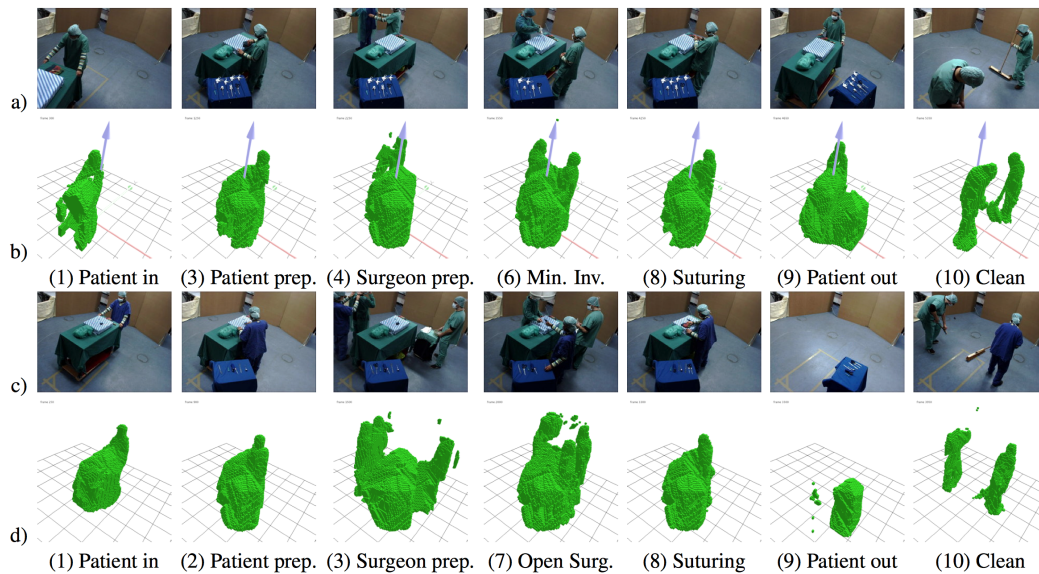 a)
b)
(1) Patient in (3) Patient prep. (4) Surgeon prep. (6) Min. Inv. (8) Suturing (9) Patient out (10) Clean
c)
d)
(1) Patient in (2) Patient prep. (3) Surgeon prep. (7) Open Surg. (8) Suturing (9) Patient out (10) Clean